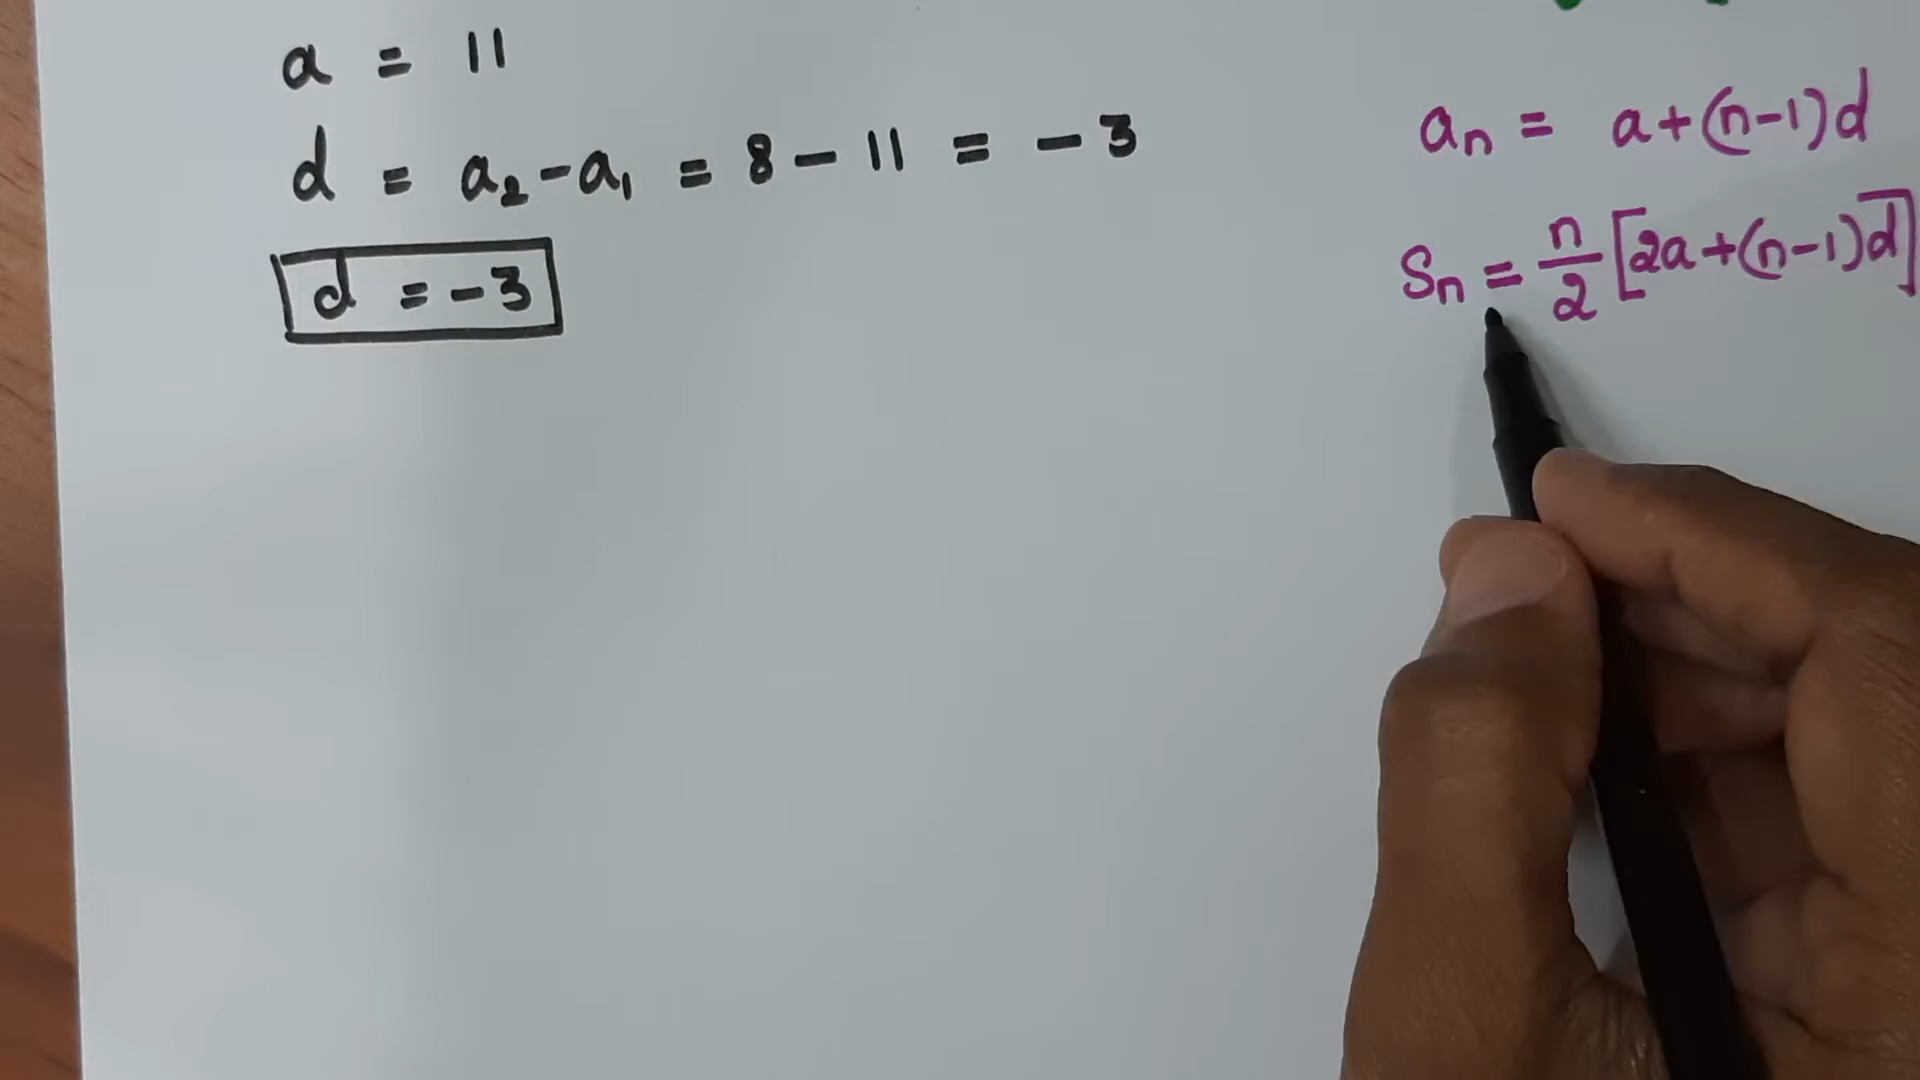 a = 11
d = a₂-a₁ = 8 - 11 = - 3
d = -3
aₙ = a+(n-1)d
Sₙ = n/2 [2a+(n-1)d]